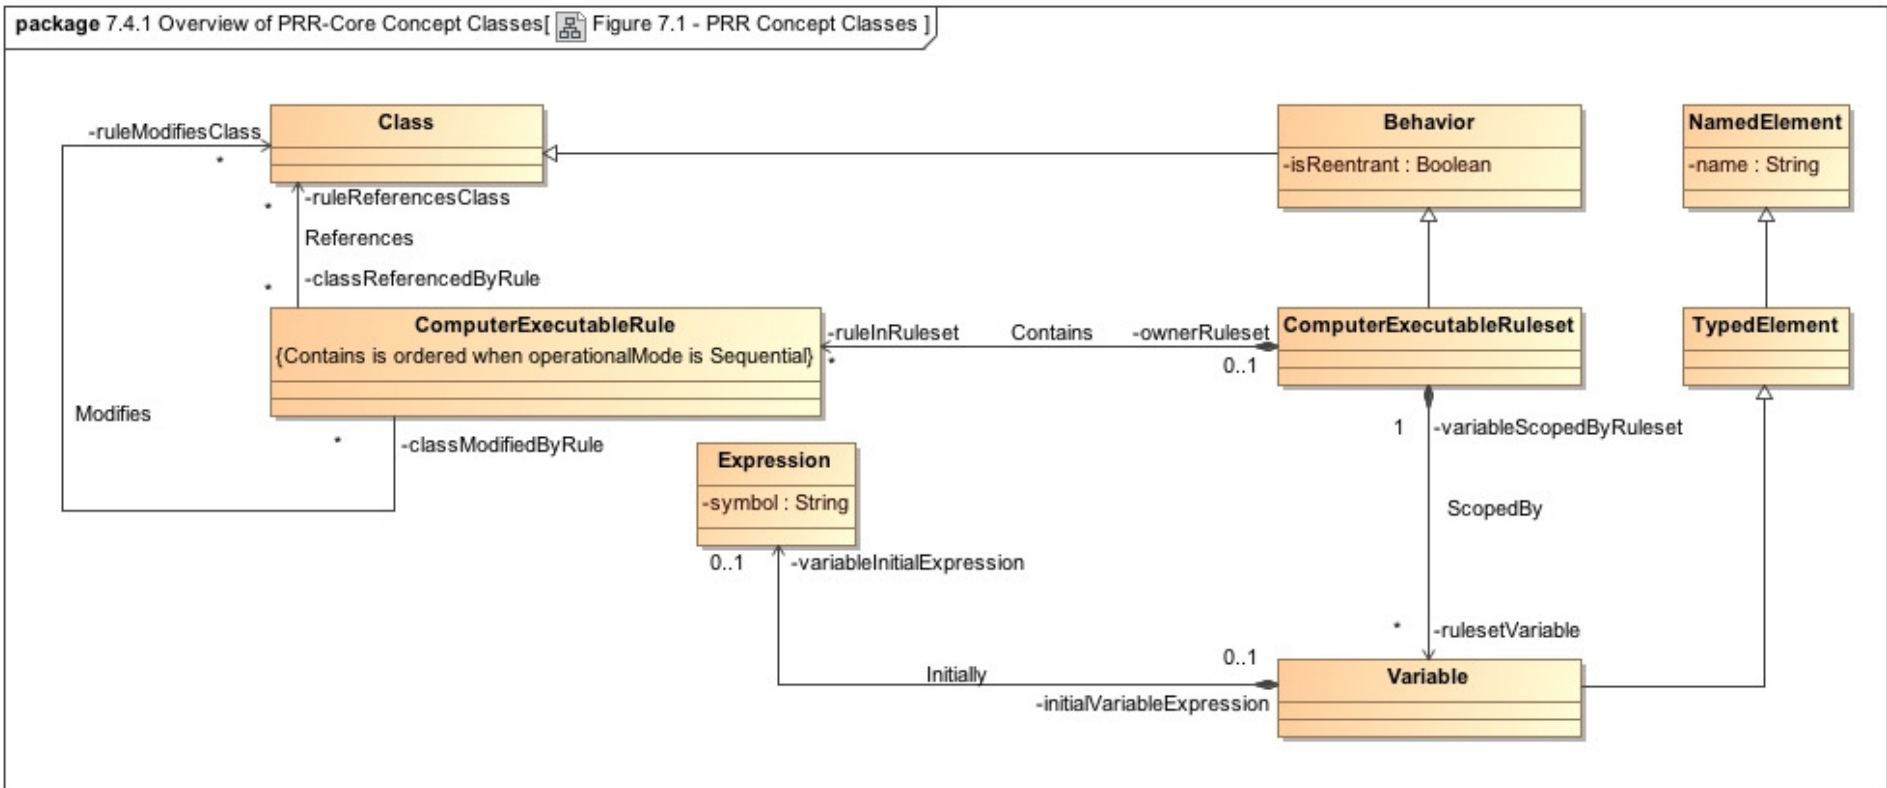 package 7.4.1 Overview of PRR-Core Concept Classes[ Figure 7.1 - PRR Concept Classes ]
-ruleModifiesClass
*
Class
Behavior
-isReentrant : Boolean
NamedElement
-name : String
*
-ruleReferencesClass
References
*
-classReferencedByRule
ComputerExecutableRule
{Contains is ordered when operationalMode is Sequential}
-ruleInRuleset
*
Contains
-ownerRuleset
0..1
ComputerExecutableRuleset
TypedElement
Modifies
*
-classModifiedByRule
1
-variableScopedByRuleset
Expression
-symbol : String
ScopedBy
0..1
-variableInitialExpression
*
-rulesetVariable
0..1
Initially
-initialVariableExpression
Variable